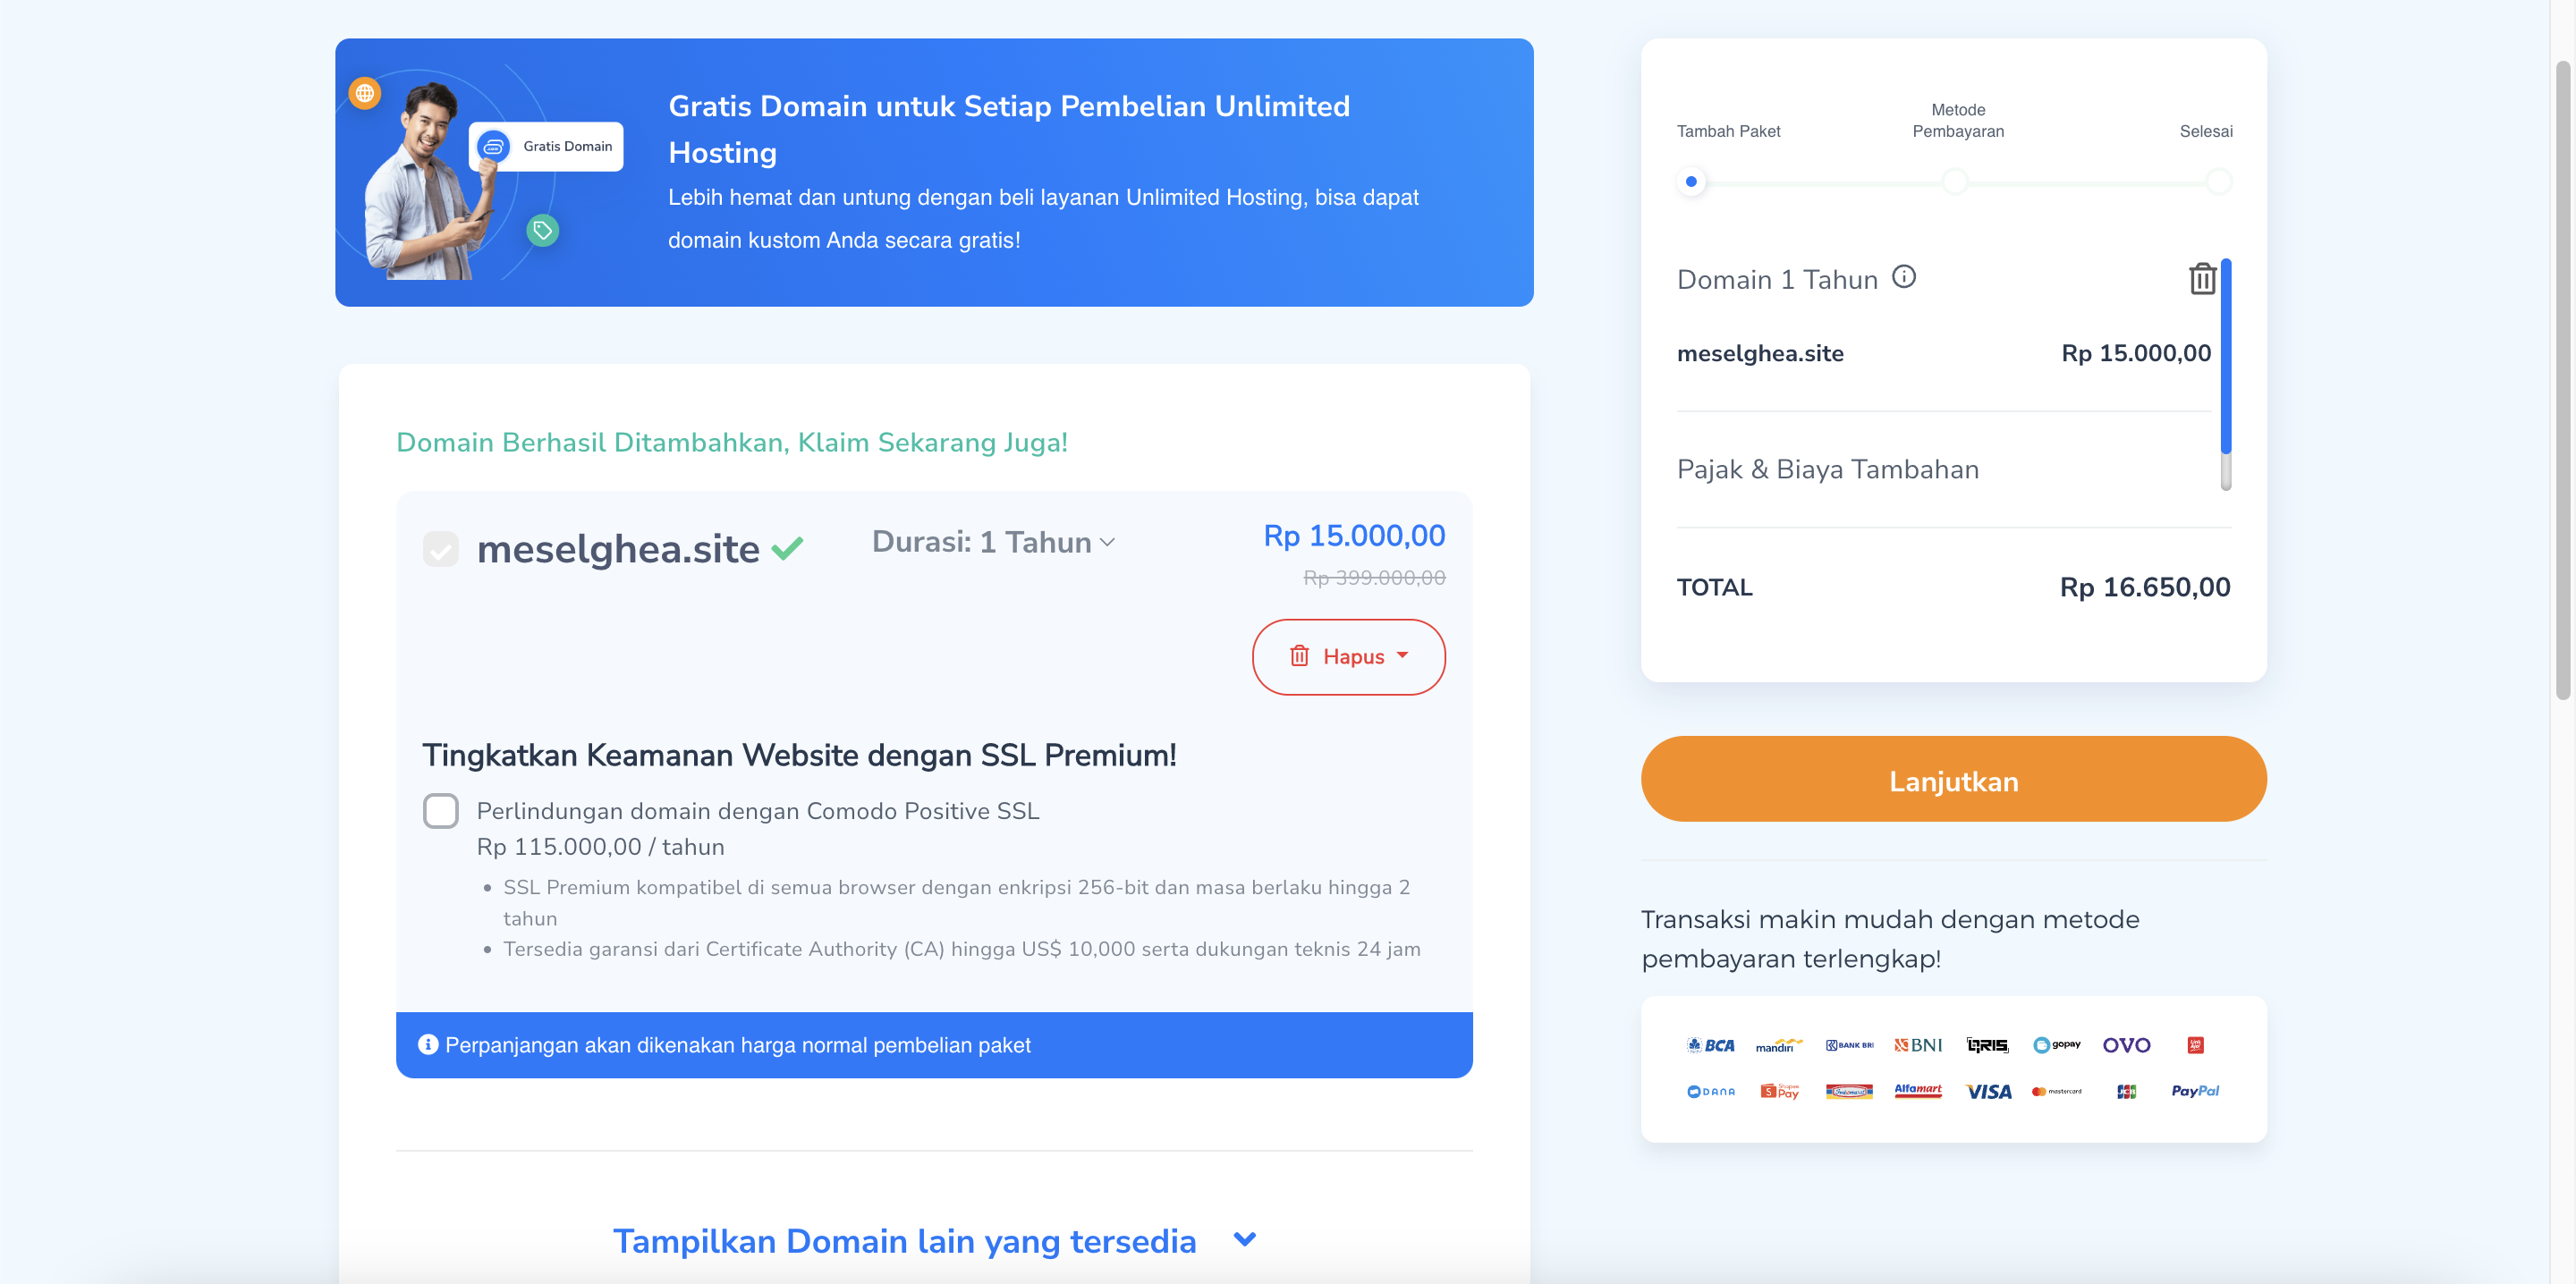 Gratis Domain
Gratis Domain untuk Setiap Pembelian Unlimited
Hosting
Lebih hemat dan untung dengan beli layanan Unlimited Hosting, bisa dapat
domain kustom Anda secara gratis!
Domain Berhasil Ditambahkan, Klaim Sekarang Juga!
meselghea.site
Durasi: 1 Tahun
Rp 15.000,00
Rp 399.000,00
Hapus
Tingkatkan Keamanan Website dengan SSL Premium!
Perlindungan domain dengan Comodo Positive SSL
Rp 115.000,00 / tahun
SSL Premium kompatibel di semua browser dengan enkripsi 256-bit dan masa berlaku hingga 2
tahun
Tersedia garansi dari Certificate Authority (CA) hingga US$ 10,000 serta dukungan teknis 24 jam
Perpanjangan akan dikenakan harga normal pembelian paket
Tampilkan Domain lain yang tersedia
Tambah Paket
Metode
Pembayaran
Selesai
Domain 1 Tahun
meselghea.site
Rp 15.000,00
Pajak & Biaya Tambahan
TOTAL
Rp 16.650,00
Lanjutkan
Transaksi makin mudah dengan metode
pembayaran terlengkap!
BCA mandiri BANK BRI BNI QRIS gopay OVO
DANA Shopee Pay Indomaret Alfamart VISA mastercard JCB PayPal